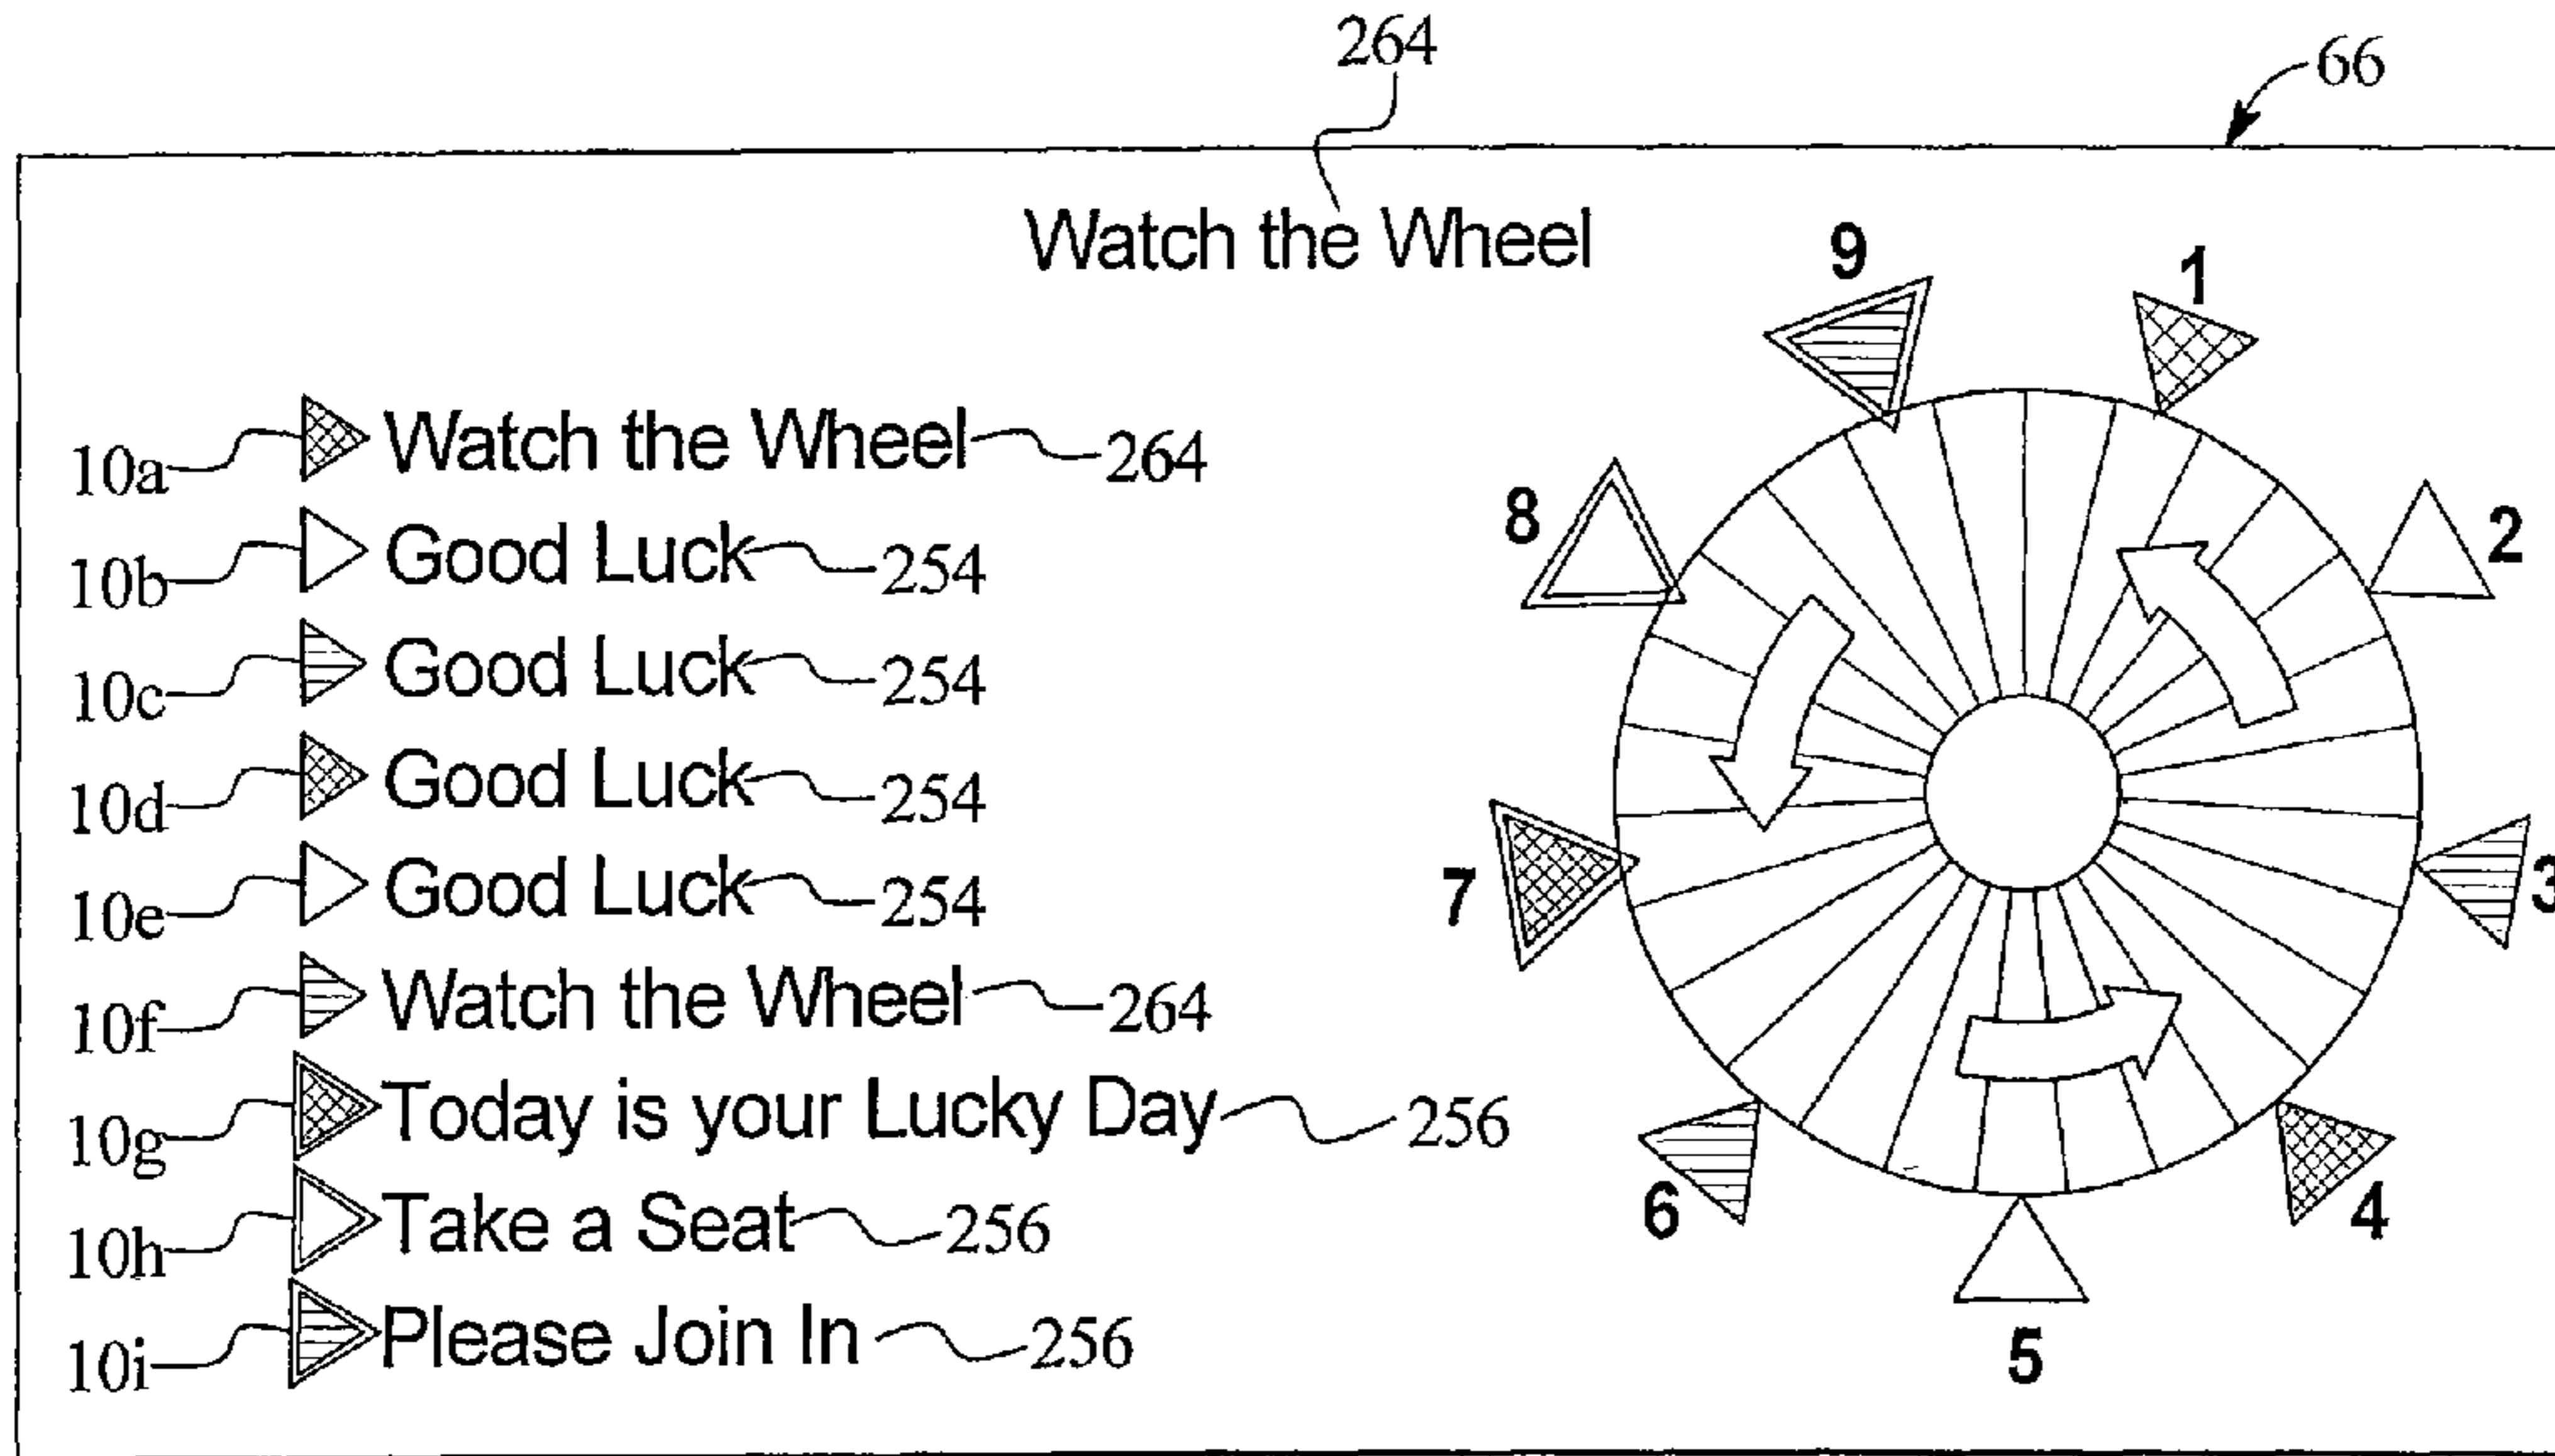 264
66
Watch the Wheel
9 1
10a Watch the Wheel 264
8 2
10b Good Luck 254
10c Good Luck 254
10d Good Luck 254
7 3
10e Good Luck 254
10f Watch the Wheel 264
10g Today is your Lucky Day 256
6 4
10h Take a Seat 256
10i Please Join In 256
5